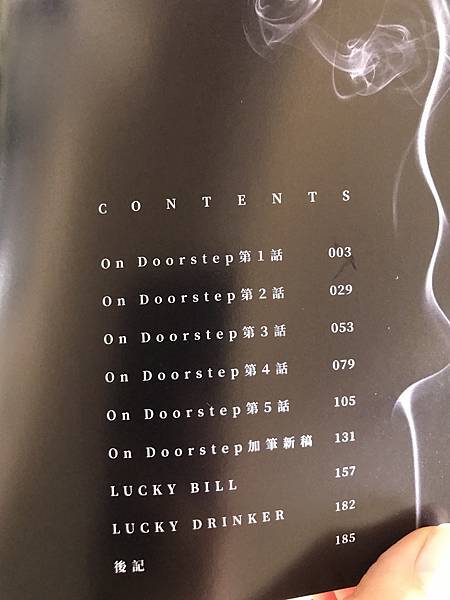 CONTENTS
On Doorstep第1話 003
On Doorstep第2話 029
On Doorstep第3話 053
On Doorstep第4話 079
On Doorstep第5話 105
On Doorstep加筆新稿 131
LUCKY BILL 157
LUCKY DRINKER 182
後記 185